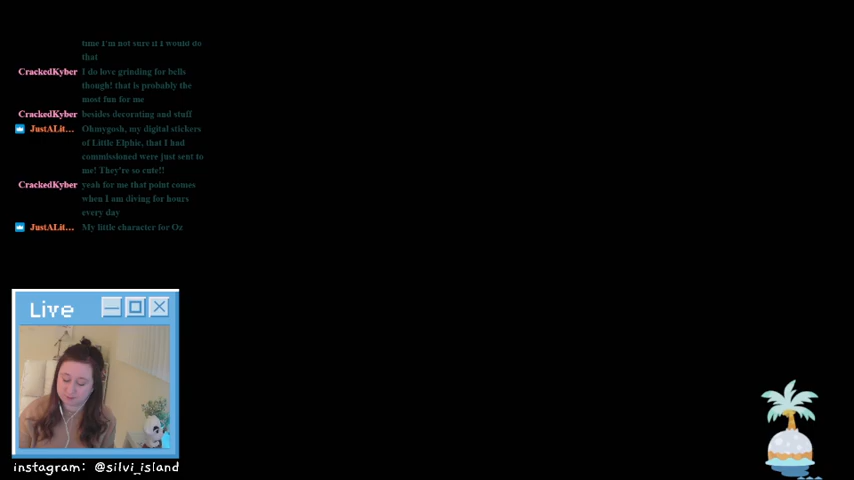 time I'm not sure if I would do
that
CrackedKyber I do love grinding for bells
though! that is probably the
most fun for me
CrackedKyber besides decorating and stuff
JustALit... Ohmygosh, my digital stickers
of Little Elphie, that I had
commissioned were just sent to
me! They're so cute!!
CrackedKyber yeah for me that point comes
when I am diving for hours
every day
JustALit... My little character for Oz
Live
instagram: @silvi_island